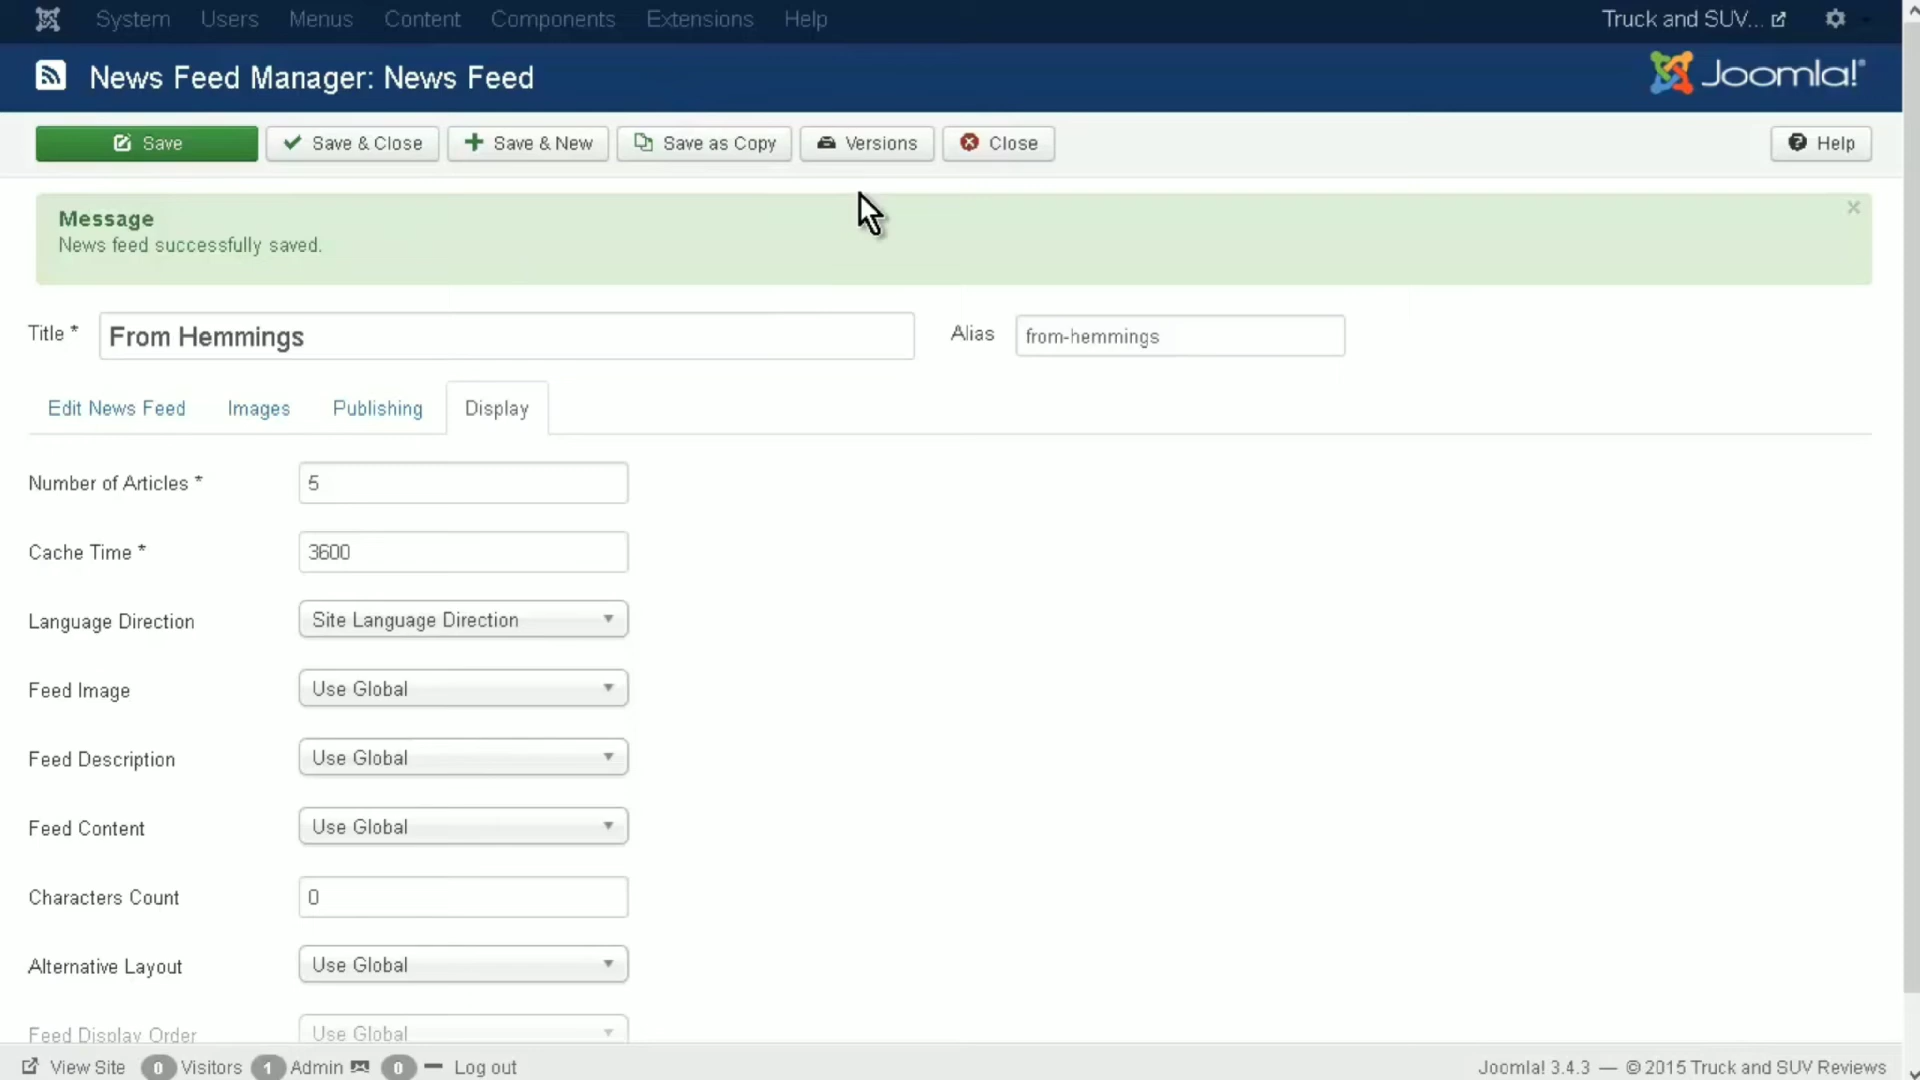 System Users Menus Content Components Extensions Help Truck and SUV...
News Feed Manager: News Feed Joomla!®
Save Save & Close Save & New Save as Copy Versions Close Help
Message
News feed successfully saved.
Title * From Hemmings Alias from-hemmings
Edit News Feed Images Publishing Display
Number of Articles * 5
Cache Time * 3600
Language Direction Site Language Direction
Feed Image Use Global
Feed Description Use Global
Feed Content Use Global
Characters Count 0
Alternative Layout Use Global
Feed Display Order Use Global
View Site 0 Visitors 1 Admin 0 Log out Joomla! 3.4.3 — © 2015 Truck and SUV Reviews